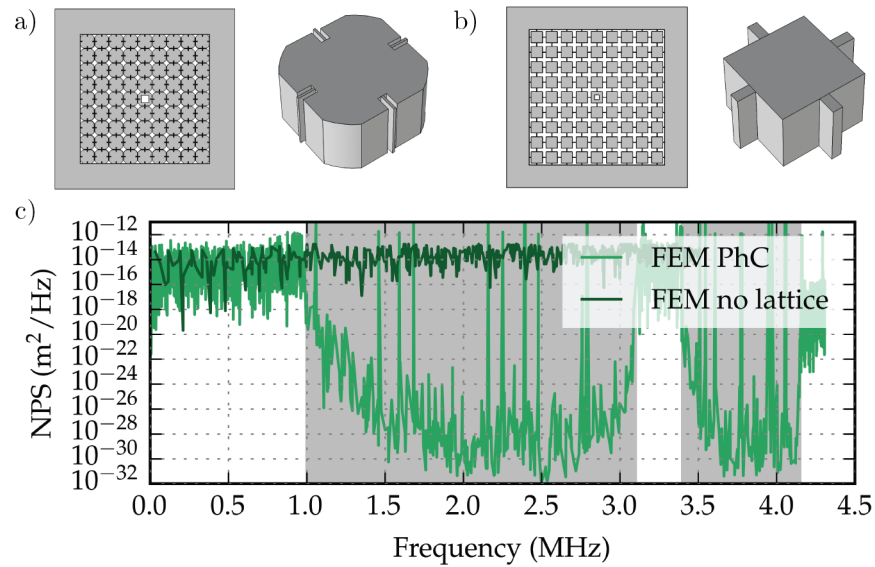 a)
b)
c)
10⁻¹²
10⁻¹⁴
10⁻¹⁶
10⁻¹⁸
10⁻²⁰
10⁻²²
10⁻²⁴
10⁻²⁶
10⁻²⁸
10⁻³⁰
10⁻³²
NPS (m²/Hz)
FEM PhC
FEM no lattice
0.0 0.5 1.0 1.5 2.0 2.5 3.0 3.5 4.0 4.5
Frequency (MHz)